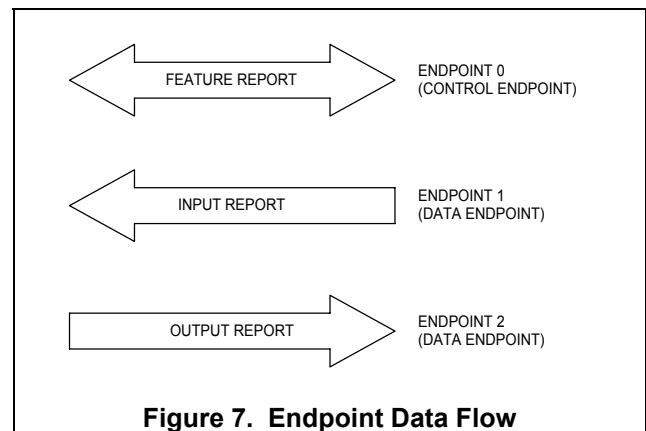 FEATURE REPORT
ENDPOINT 0
(CONTROL ENDPOINT)
INPUT REPORT
ENDPOINT 1
(DATA ENDPOINT)
OUTPUT REPORT
ENDPOINT 2
(DATA ENDPOINT)
Figure 7. Endpoint Data Flow